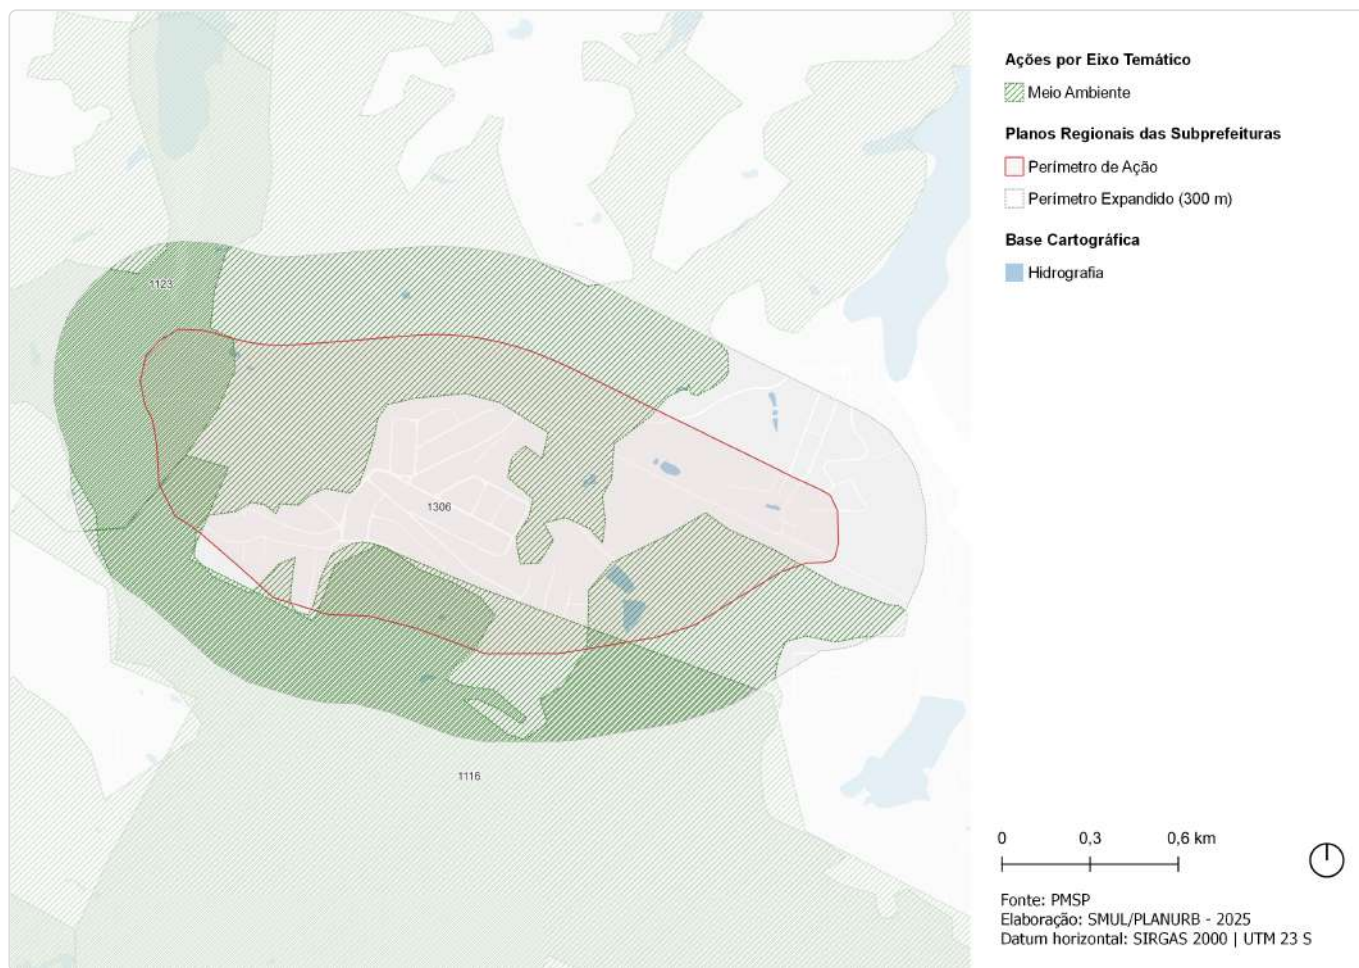 Ações por Eixo Temático
Meio Ambiente
Planos Regionais das Subprefeituras
Perímetro de Ação
Perímetro Expandido (300 m)
Base Cartográfica
Hidrografia
1123
1306
1116
0 0,3 0,6 km
Fonte: PMSP
Elaboração: SMUL/PLANURB - 2025
Datum horizontal: SIRGAS 2000 | UTM 23 S